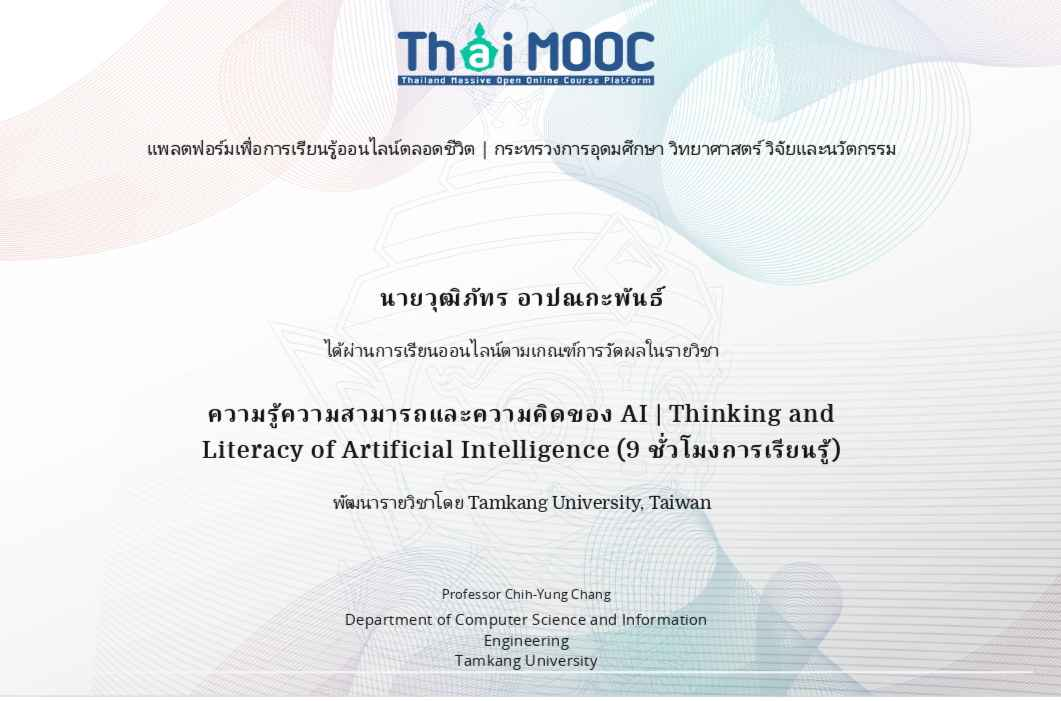 Thai MOOC
Thailand Massive Open Online Course Platform
แพลตฟอร์มเพื่อการเรียนรู้ออนไลน์ตลอดชีวิต | กระทรวงการอุดมศึกษา วิทยาศาสตร์ วิจัยและนวัตกรรม
นายวุฒิภัทร อาปณกะพันธ์
ได้ผ่านการเรียนออนไลน์ตามเกณฑ์การวัดผลในรายวิชา
ความรู้ความสามารถและความคิดของ AI | Thinking and
Literacy of Artificial Intelligence (9 ชั่วโมงการเรียนรู้)
พัฒนารายวิชาโดย Tamkang University, Taiwan
Professor Chih-Yung Chang
Department of Computer Science and Information
Engineering
Tamkang University